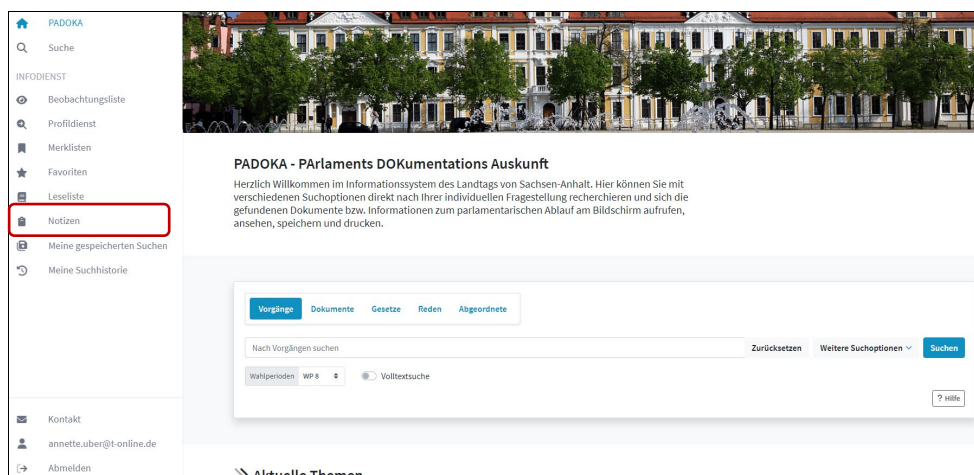 PADOKA
Suche
INFODIENST
Beobachtungsliste
Profildienst
Merklisten
Favoriten
Leseliste
Notizen
Meine gespeicherten Suchen
Meine Suchhistorie
Kontakt
annette.uber@t-online.de
Abmelden
PADOKA - PArlaments DOKumentations Auskunft
Herzlich Willkommen im Informationssystem des Landtags von Sachsen-Anhalt. Hier können Sie mit
verschiedenen Suchoptionen direkt nach Ihrer individuellen Fragestellung recherchieren und sich die
gefundenen Dokumente bzw. Informationen zum parlamentarischen Ablauf am Bildschirm aufrufen,
ansehen, speichern und drucken.
Vorgänge Dokumente Gesetze Reden Abgeordnete
Nach Vorgängen suchen Zurücksetzen Weitere Suchoptionen Suchen
Wahlperioden WP 8 Volltextsuche
? Hilfe
Aktuelle Themen